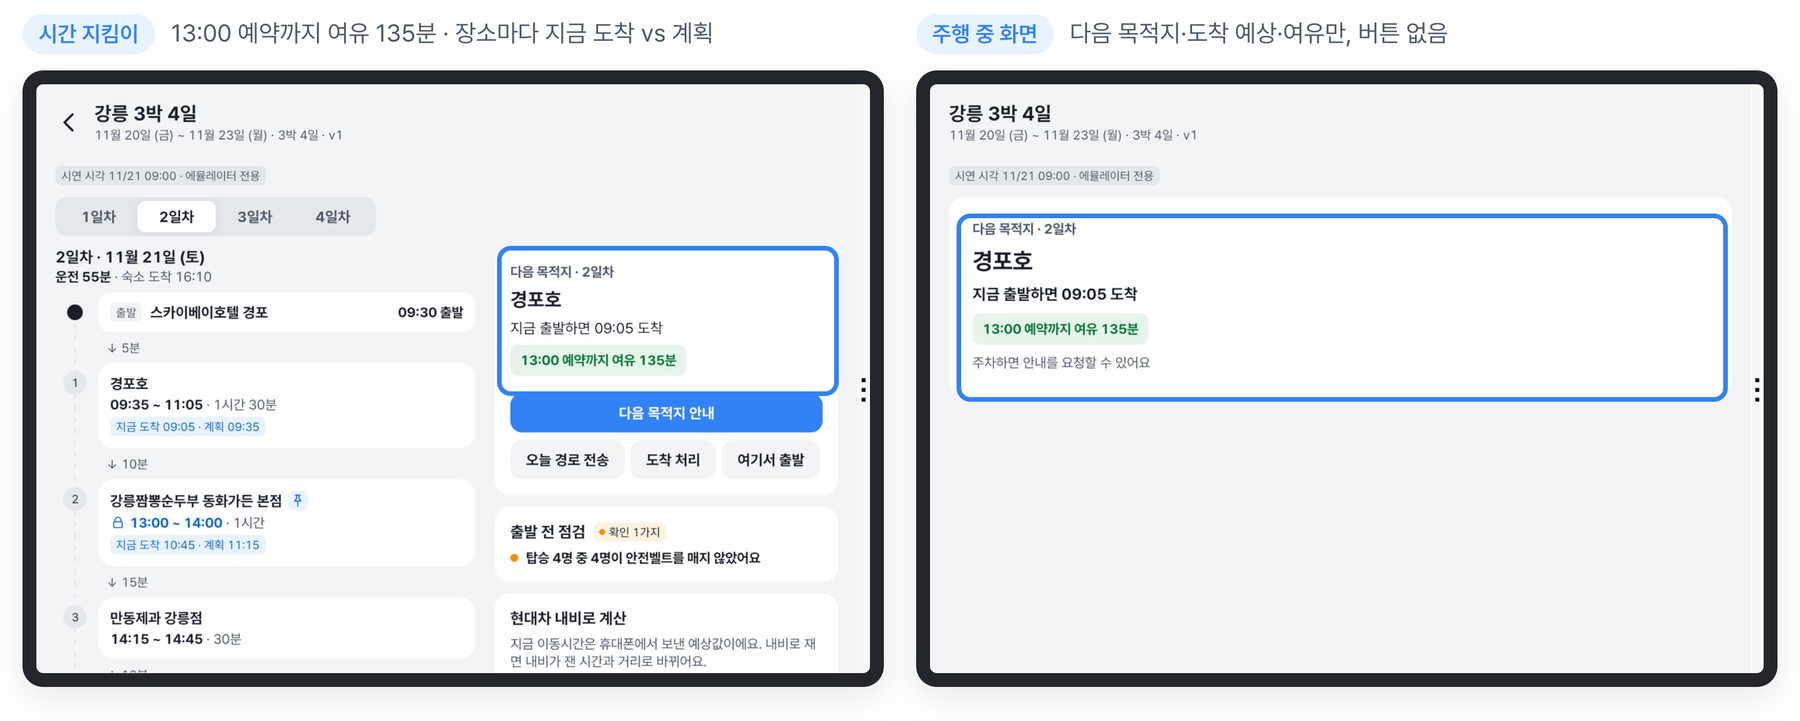 시간 지킴이 13:00 예약까지 여유 135분 · 장소마다 지금 도착 vs 계획
강릉 3박 4일
11월 20일 (금) ~ 11월 23일 (월) · 3박 4일 · v1
시연 시각 11/21 09:00 · 에뮬레이터 전용
1일차 2일차 3일차 4일차
2일차 · 11월 21일 (토)
운전 55분 · 숙소 도착 16:10
출발 스카이베이호텔 경포 09:30 출발
↓ 5분
1
경포호
09:35 ~ 11:05 · 1시간 30분
지금 도착 09:05 · 계획 09:35
↓ 10분
2
강릉짬뽕순두부 동화가든 본점
13:00 ~ 14:00 · 1시간
지금 도착 10:45 · 계획 11:15
↓ 15분
3
만동제과 강릉점
14:15 ~ 14:45 · 30분
다음 목적지 · 2일차
경포호
지금 출발하면 09:05 도착
13:00 예약까지 여유 135분
다음 목적지 안내
오늘 경로 전송 도착 처리 여기서 출발
출발 전 점검 확인 1가지
탑승 4명 중 4명이 안전벨트를 매지 않았어요
현대차 내비로 계산
지금 이동시간은 휴대폰에서 보낸 예상값이에요. 내비로 재
면 내비가 잰 시간과 거리로 바뀌어요.
주행 중 화면 다음 목적지·도착 예상·여유만, 버튼 없음
강릉 3박 4일
11월 20일 (금) ~ 11월 23일 (월) · 3박 4일 · v1
시연 시각 11/21 09:00 · 에뮬레이터 전용
다음 목적지 · 2일차
경포호
지금 출발하면 09:05 도착
13:00 예약까지 여유 135분
주차하면 안내를 요청할 수 있어요